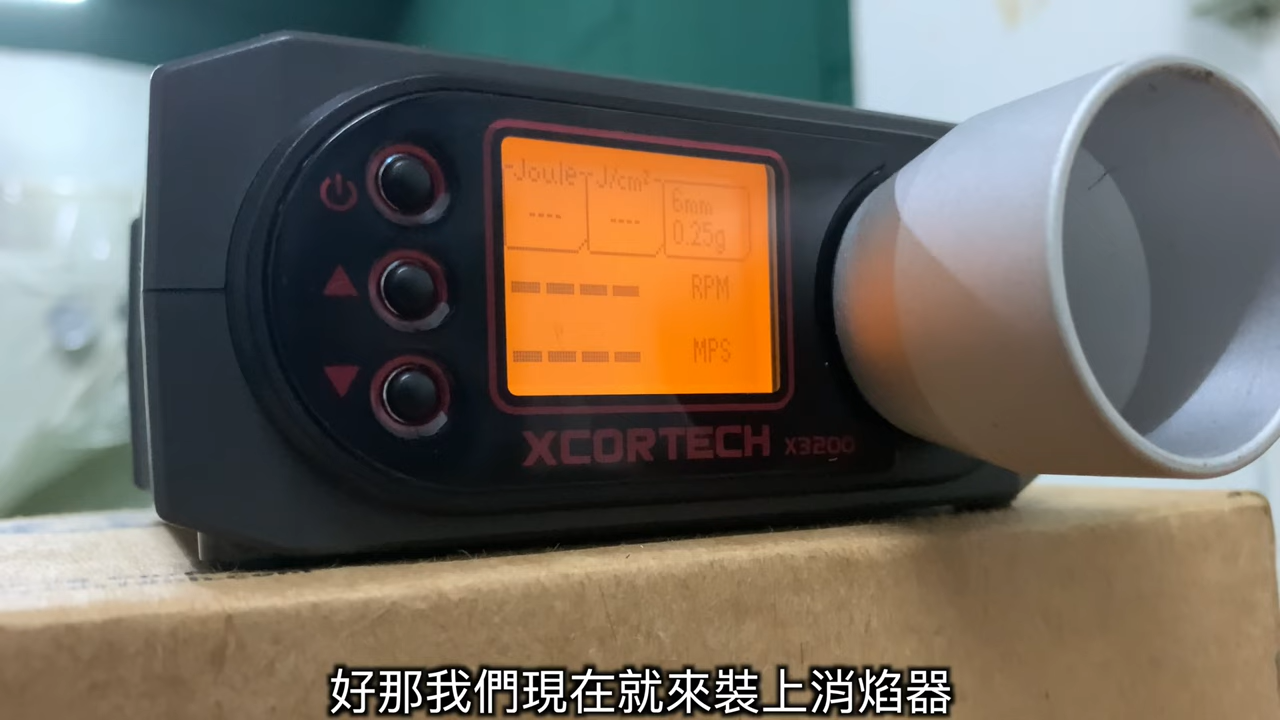 Joule J/cm²
---- ---- 6mm
0.25g
---- RPM
---- MPS
XCORTECH X3200
好那我們現在就來裝上消焰器